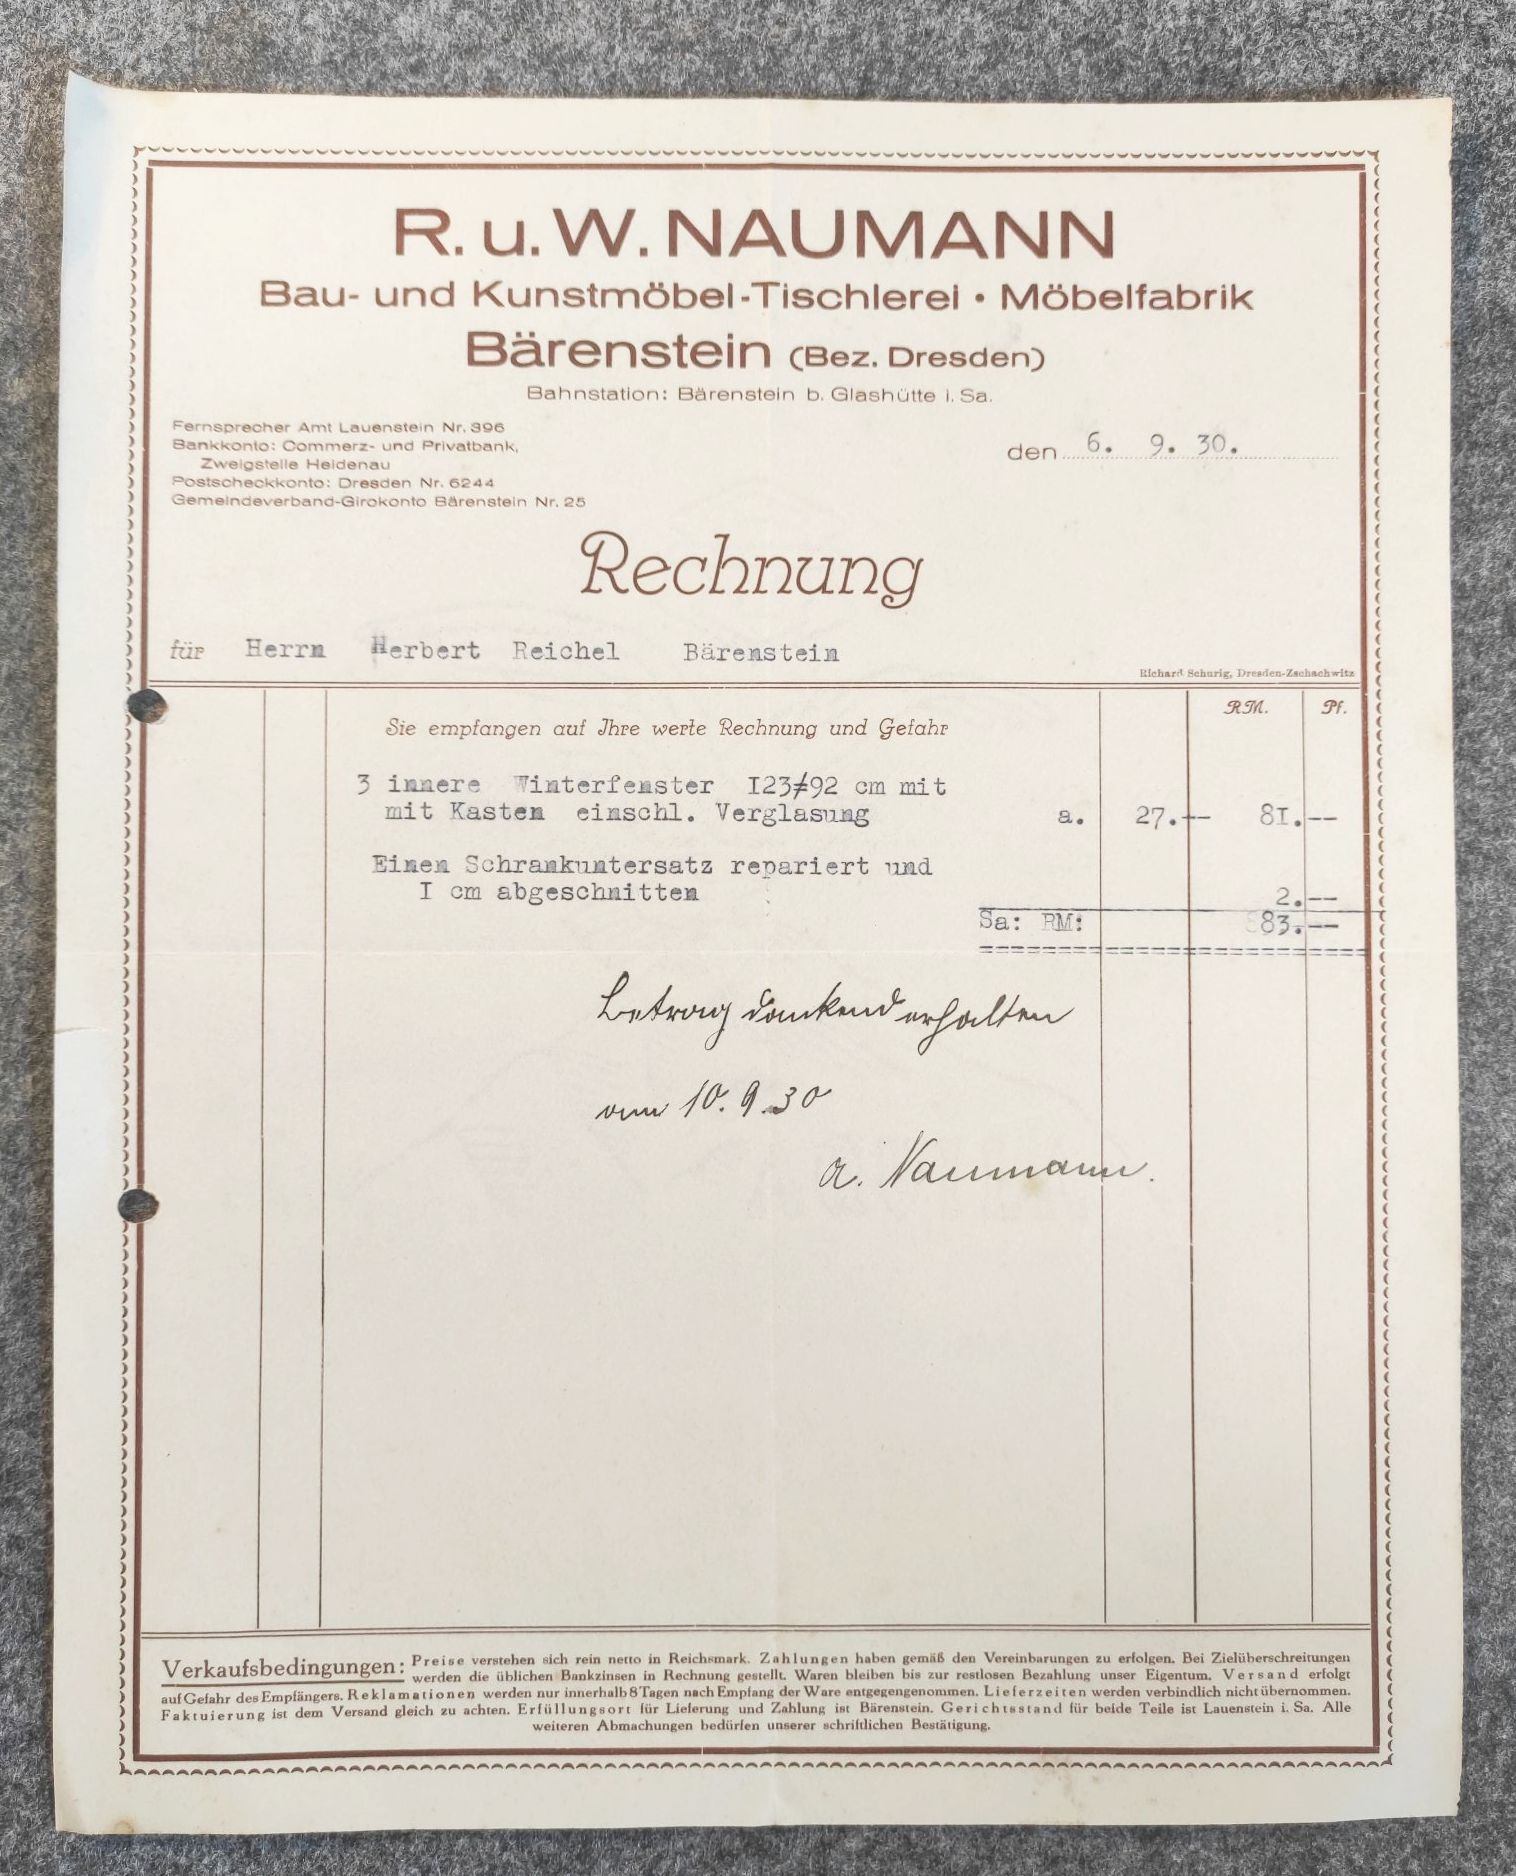 R. u. W. NAUMANN
Bau- und Kunstmöbel-Tischlerei • Möbelfabrik
Bärenstein (Bez. Dresden)
Bahnstation: Bärenstein b. Glashütte i. Sa.
Fernsprecher Amt Lauenstein Nr. 396
Bankkonto: Commerz- und Privatbank,
Zweigstelle Heidenau
Postscheckkonto: Dresden Nr. 6244
Gemeindeverband-Girokonto Bärenstein Nr. 25
den 6. 9. 30.
Rechnung
für Herrn Herbert Reichel Bärenstein
Richard Schurig, Dresden-Zschachwitz
RM. Pf.
Sie empfangen auf Ihre werte Rechnung und Gefahr
3 innere Winterfenster I23≠92 cm mit
mit Kasten einschl. Verglasung a. 27.-- 8I.--
Einen Schrankuntersatz repariert und
I cm abgeschnitten 2.--
Sa: RM: 83.--
Betrag dankend erhalten
am 10. 9. 30
A. Naumann.
Verkaufsbedingungen: Preise verstehen sich rein netto in Reichsmark. Zahlungen haben gemäß den Vereinbarungen zu erfolgen. Bei Zielüberschreitungen
werden die üblichen Bankzinsen in Rechnung gestellt. Waren bleiben bis zur restlosen Bezahlung unser Eigentum. Versand erfolgt
auf Gefahr des Empfängers. Reklamationen werden nur innerhalb 8 Tagen nach Empfang der Ware entgegengenommen. Lieferzeiten werden verbindlich nicht übernommen.
Fakturierung ist dem Versand gleich zu achten. Erfüllungsort für Lieferung und Zahlung ist Bärenstein. Gerichtsstand für beide Teile ist Lauenstein i. Sa. Alle
weiteren Abmachungen bedürfen unserer schriftlichen Bestätigung.